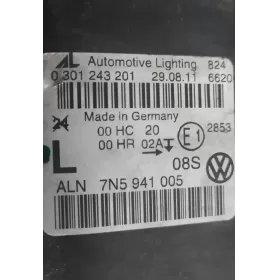 AL Automotive Lighting 824
0 301 243 201 29.08.11 6620
Made in Germany
00 HC 20 E1 2853
00 HR 02A
L 08S
ALN 7N5 941 005